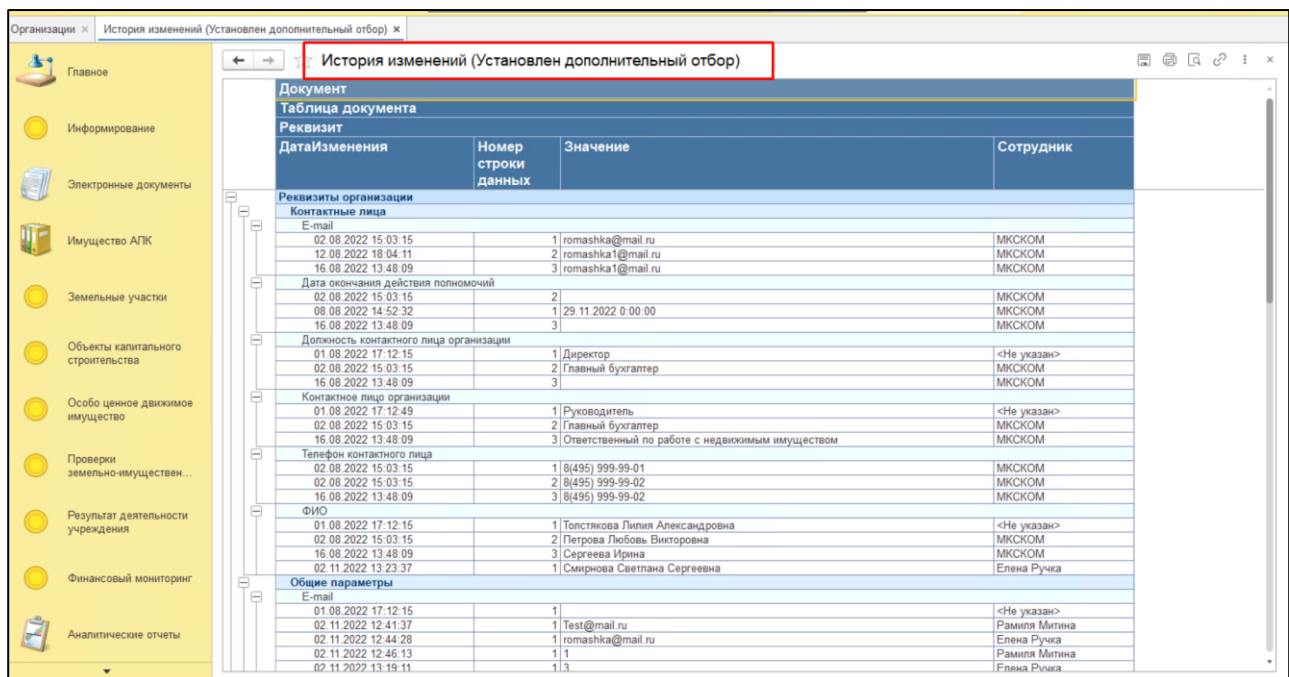 Организации ×
История изменений (Установлен дополнительный отбор) ×
Главное
Информирование
Электронные документы
Имущество АПК
Земельные участки
Объекты капитального
строительства
Особо ценное движимое
имущество
Проверки
земельно-имуществен...
Результат деятельности
учреждения
Финансовый мониторинг
Аналитические отчеты
История изменений (Установлен дополнительный отбор)
Документ
Таблица документа
Реквизит
ДатаИзменения Номер строки данных Значение Сотрудник
Реквизиты организации
Контактные лица
E-mail
02.08.2022 15:03:15 1 romashka@mail.ru МКСКОМ
12.08.2022 18:04:11 2 romashka1@mail.ru МКСКОМ
16.08.2022 13:48:09 3 romashka1@mail.ru МКСКОМ
Дата окончания действия полномочий
02.08.2022 15:03:15 2 МКСКОМ
08.08.2022 14:52:32 1 29.11.2022 0:00:00 МКСКОМ
16.08.2022 13:48:09 3 МКСКОМ
Должность контактного лица организации
01.08.2022 17:12:15 1 Директор <Не указан>
02.08.2022 15:03:15 2 Главный бухгалтер МКСКОМ
16.08.2022 13:48:09 3 МКСКОМ
Контактное лицо организации
01.08.2022 17:12:49 1 Руководитель <Не указан>
02.08.2022 15:03:15 2 Главный бухгалтер МКСКОМ
16.08.2022 13:48:09 3 Ответственный по работе с недвижимым имуществом МКСКОМ
Телефон контактного лица
02.08.2022 15:03:15 1 8(495) 999-99-01 МКСКОМ
02.08.2022 15:03:15 2 8(495) 999-99-02 МКСКОМ
16.08.2022 13:48:09 3 8(495) 999-99-02 МКСКОМ
ФИО
01.08.2022 17:12:15 1 Толстякова Лилия Александровна <Не указан>
02.08.2022 15:03:15 2 Петрова Любовь Викторовна МКСКОМ
16.08.2022 13:48:09 3 Сергеева Ирина МКСКОМ
02.11.2022 13:23:37 1 Смирнова Светлана Сергеевна Елена Ручка
Общие параметры
E-mail
01.08.2022 17:12:15 1 <Не указан>
02.11.2022 12:41:37 1 Test@mail.ru Рамиля Митина
02.11.2022 12:44:28 1 romashka@mail.ru Елена Ручка
02.11.2022 12:46:13 1 1 Рамиля Митина
02.11.2022 13:19:11 1 3 Елена Ручка